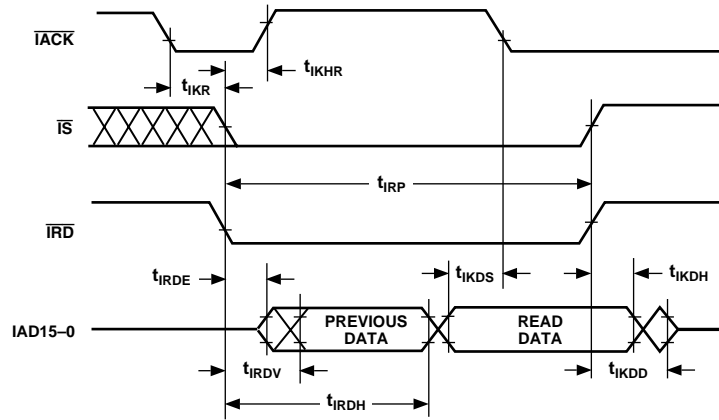 IACK
tIKHR
tIKR
IS
tIRP
IRD
tIRDE
tIKDS
tIKDH
IAD15–0
PREVIOUS
DATA
READ
DATA
tIRDV
tIKDD
tIRDH